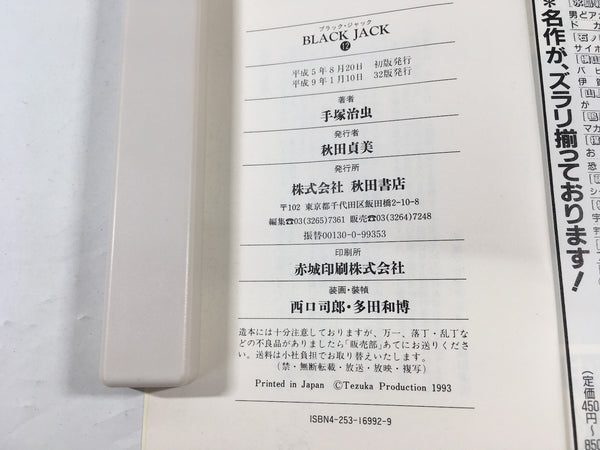 ブラック・ジャック
BLACK JACK
⑫
平成5年8月20日 初版発行
平成9年1月10日 32版発行
著者
手塚治虫
発行者
秋田貞美
発行所
株式会社 秋田書店
〒102 東京都千代田区飯田橋2-10-8
編集☎03(3265)7361 販売☎03(3264)7248
振替00130-0-99353
印刷所
赤城印刷株式会社
装画・装幀
西口司郎・多田和博
造本には十分注意しておりますが、万一、落丁・乱丁な
どの不良品がありましたら「販売部」あてにお送りくださ
い。送料は小社負担でお取り替えいたします。
(禁・無断転載・放送・放映・複写)
Printed in Japan ©Tezuka Production 1993
ISBN4-253-16992-9
*名作が、ズラリ揃っております!
(定価450円〜850